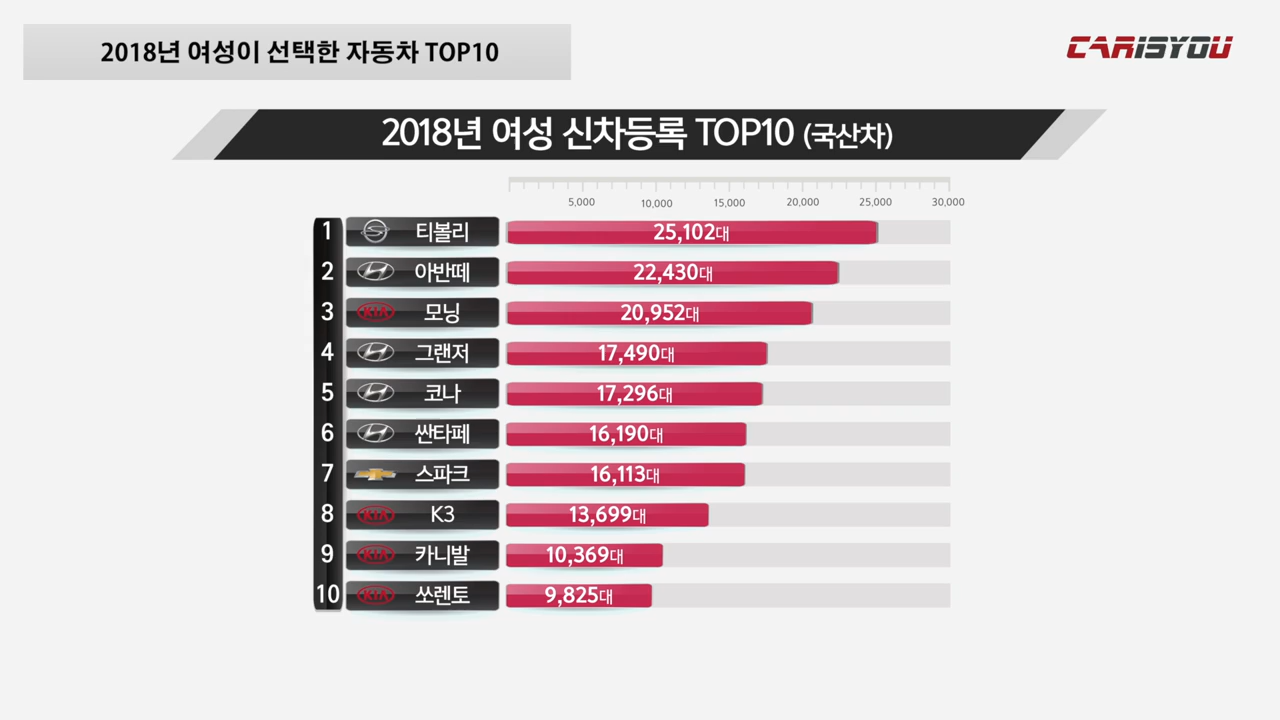 2018년 여성이 선택한 자동차 TOP10
CARISYOU
2018년 여성 신차등록 TOP10 (국산차)
5,000 10,000 15,000 20,000 25,000 30,000
1 티볼리 25,102대
2 아반떼 22,430대
3 KIA 모닝 20,952대
4 그랜저 17,490대
5 코나 17,296대
6 싼타페 16,190대
7 스파크 16,113대
8 KIA K3 13,699대
9 KIA 카니발 10,369대
10 KIA 쏘렌토 9,825대